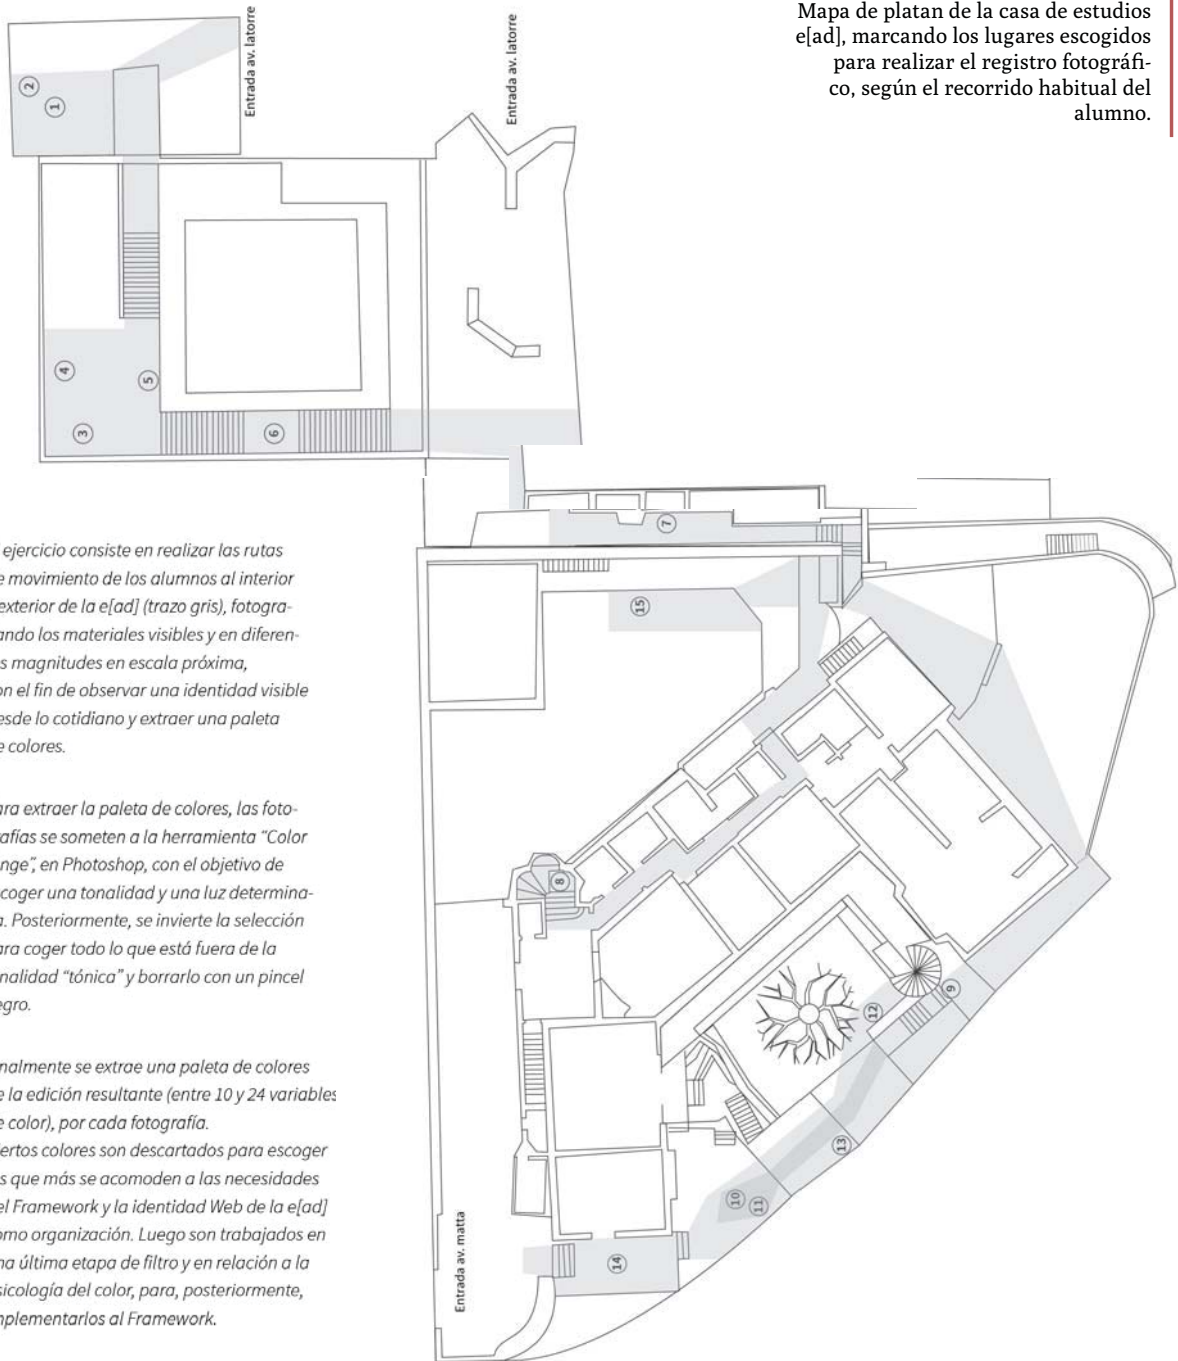 Mapa de platan de la casa de estudios
e[ad], marcando los lugares escogidos
para realizar el registro fotográfi-
co, según el recorrido habitual del
alumno.
Entrada av. latorre
Entrada av. latorre
2
1
4
5
3
6
7
15
8
9
12
13
10
11
14
Entrada av. matta
ejercicio consiste en realizar las rutas
e movimiento de los alumnos al interior
exterior de la e[ad] (trazo gris), fotogra-
ando los materiales visibles y en diferen-
s magnitudes en escala próxima,
on el fin de observar una identidad visible
esde lo cotidiano y extraer una paleta
e colores.
ara extraer la paleta de colores, las foto-
rafías se someten a la herramienta “Color
ange”, en Photoshop, con el objetivo de
coger una tonalidad y una luz determina-
a. Posteriormente, se invierte la selección
ara coger todo lo que está fuera de la
nalidad “tónica” y borrarlo con un pincel
egro.
nalmente se extrae una paleta de colores
e la edición resultante (entre 10 y 24 variables
e color), por cada fotografía.
ertos colores son descartados para escoger
s que más se acomoden a las necesidades
el Framework y la identidad Web de la e[ad]
omo organización. Luego son trabajados en
na última etapa de filtro y en relación a la
sicología del color, para, posteriormente,
mplementarlos al Framework.